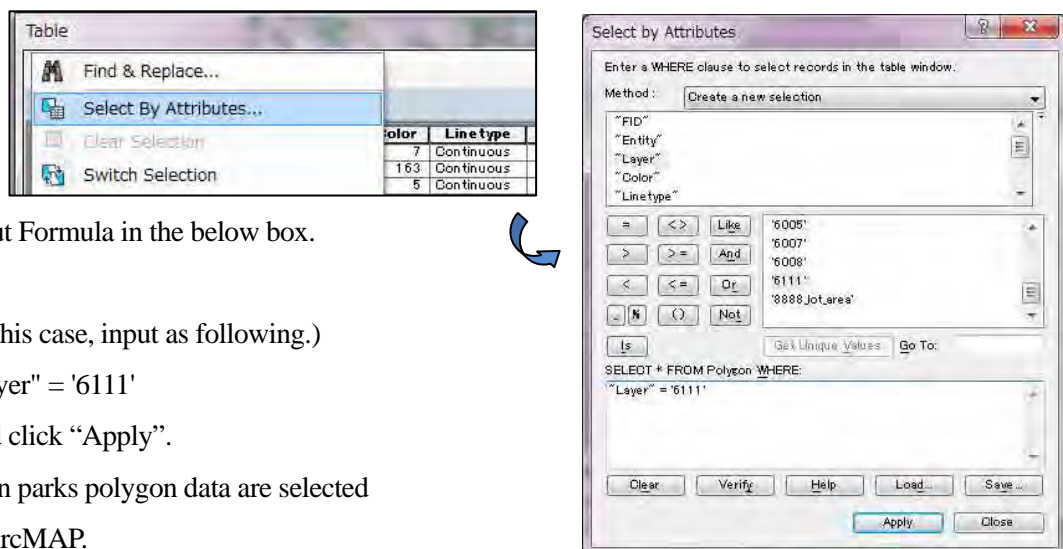 Table
Find & Replace...
Select By Attributes...
Clear Selection
Switch Selection
olor Linetype
7 Continuous
163 Continuous
5 Continuous
ut Formula in the below box.
his case, input as following.)
yer" = '6111'
d click “Apply”.
n parks polygon data are selected
rcMAP.
Select by Attributes
Enter a WHERE clause to select records in the table window.
Method : Create a new selection
"FID"
"Entity"
"Layer"
"Color"
"Linetype"
= <> Like
> >= And
< <= Or
_ % () Not
Is
'6005'
'6007'
'6008'
'6111'
'8888_lot_area'
Get Unique Values Go To:
SELECT * FROM Polygon WHERE:
"Layer" = '6111'
Clear Verify Help Load... Save...
Apply Close